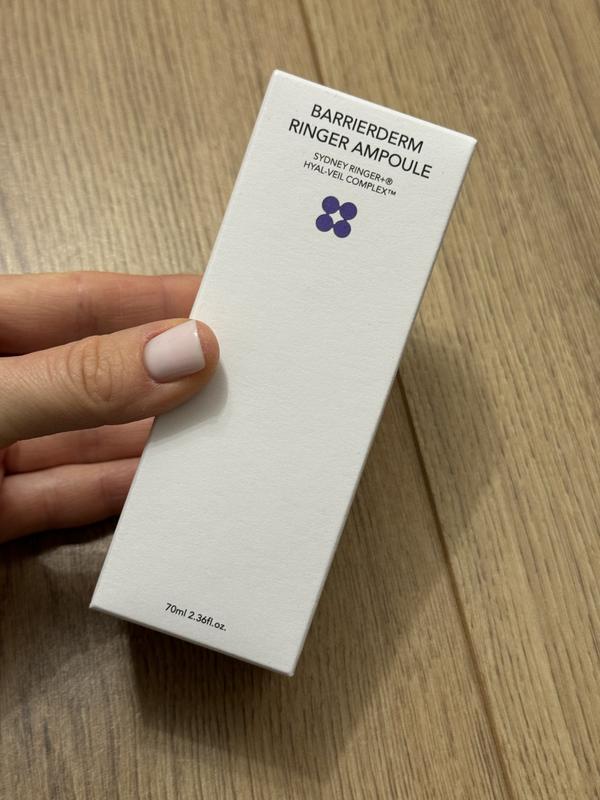 BARRIERDERM
RINGER AMPOULE
SYDNEY RINGER+®
HYAL-VEIL COMPLEX™
70ml 2.36fl.oz.